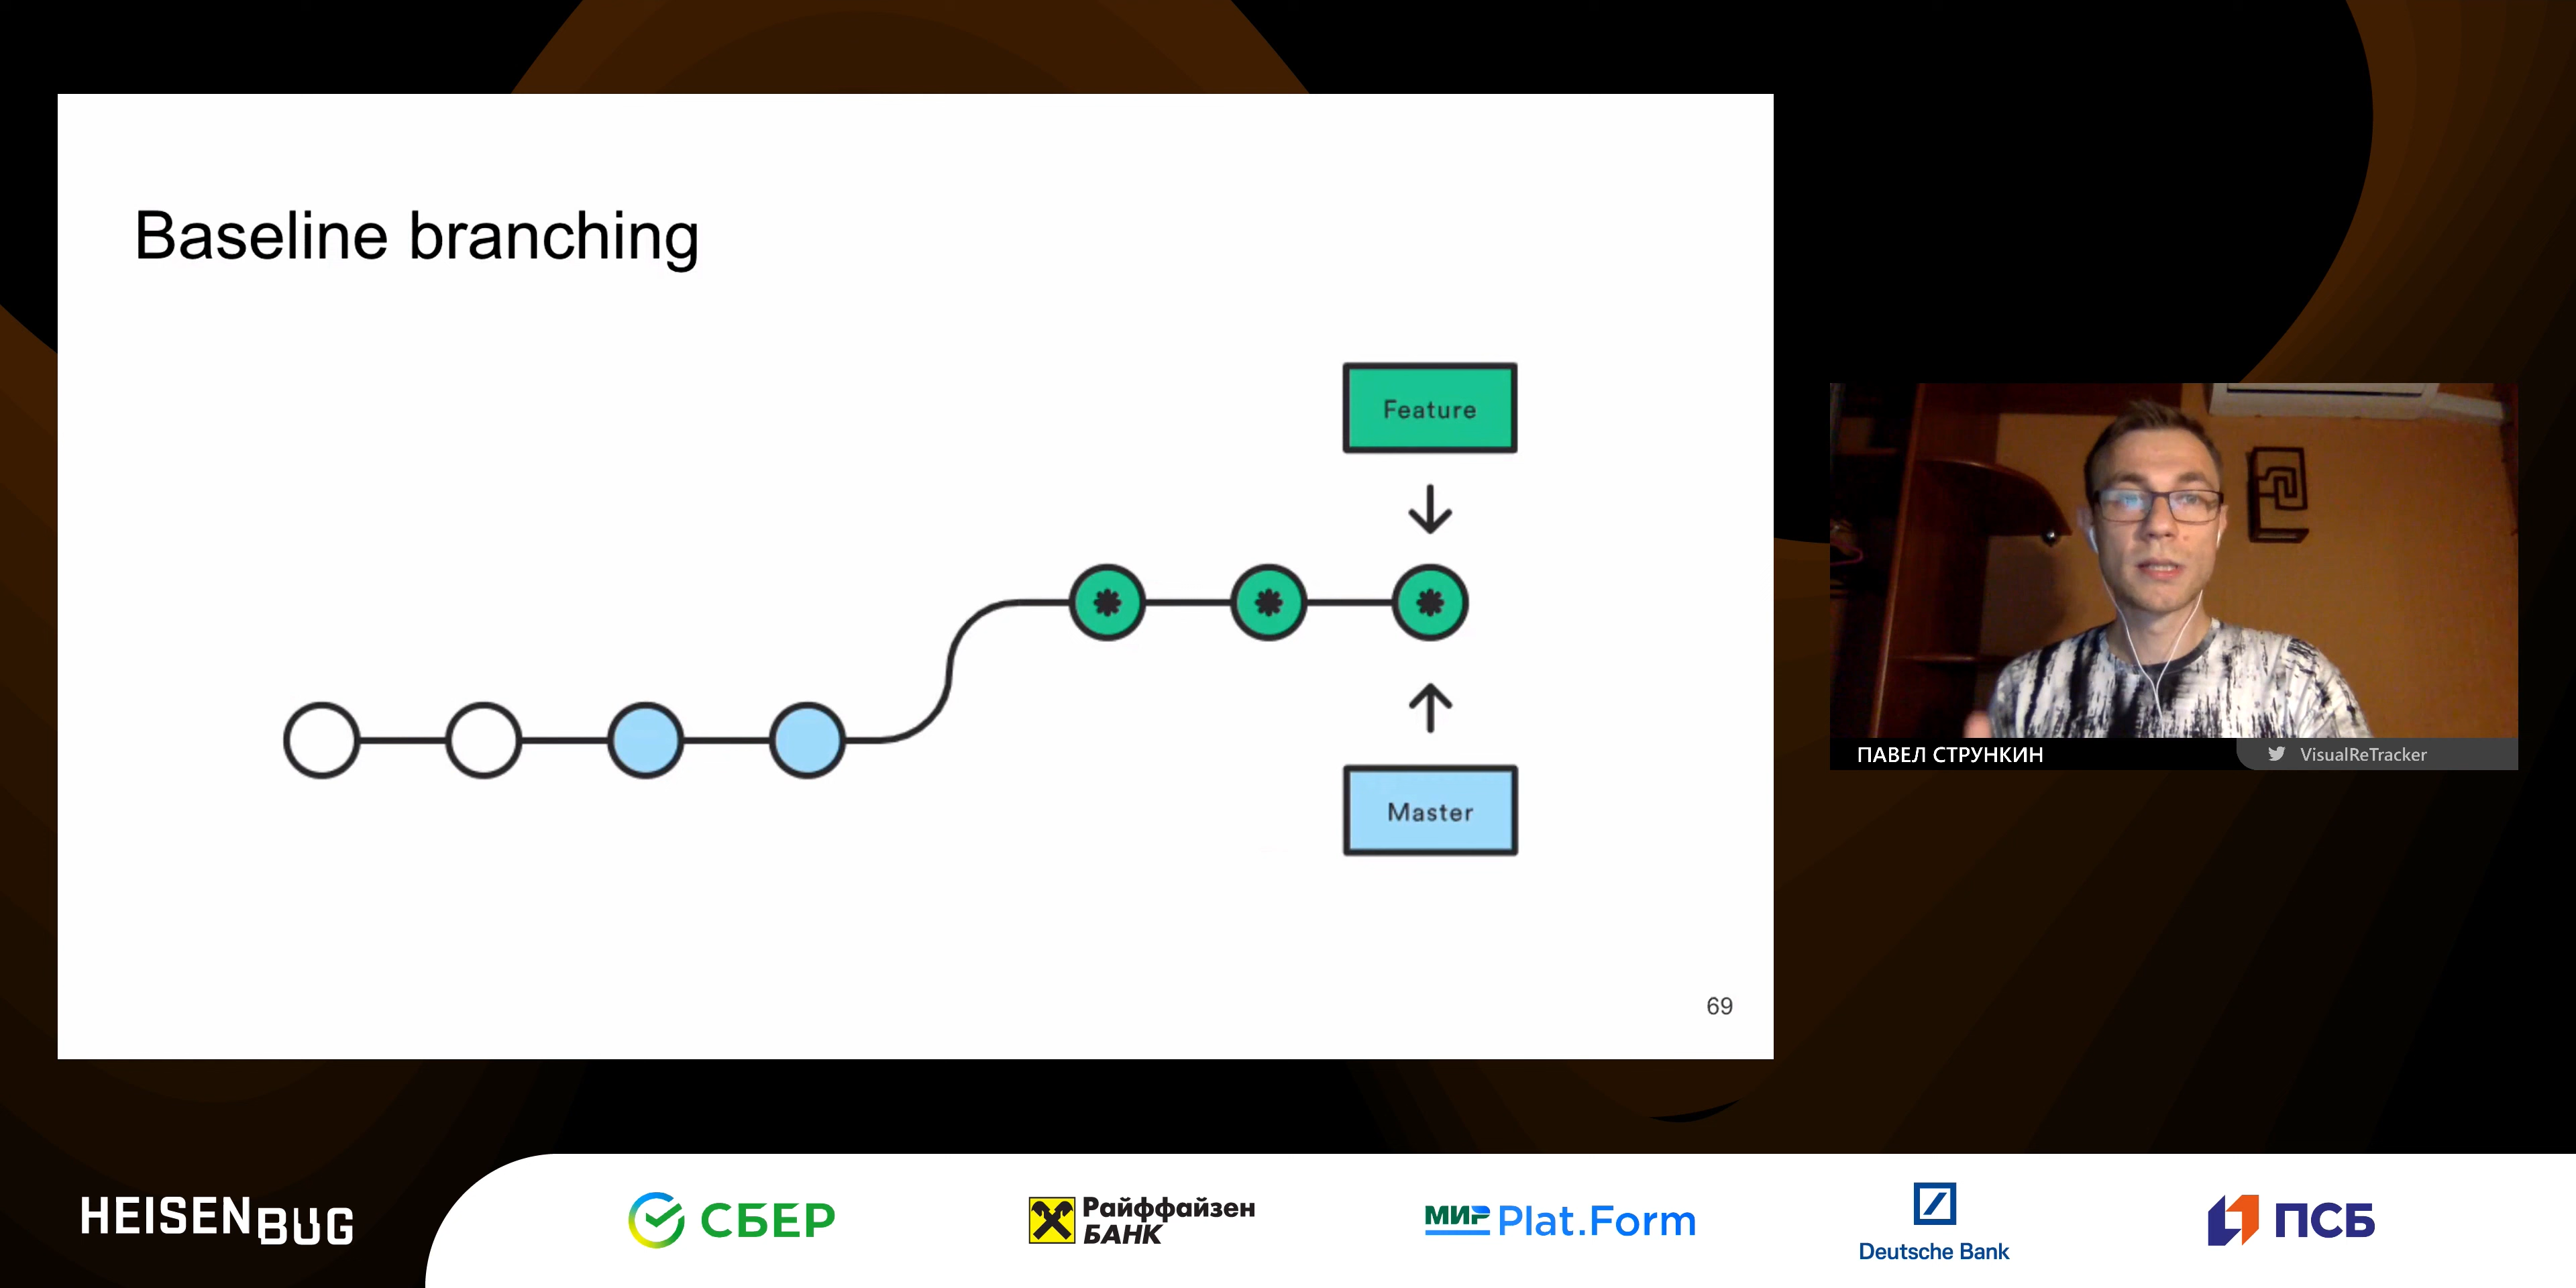 Baseline branching
Feature
Master
69
ПАВЕЛ СТРУНКИН
VisualReTracker
HEISENBUG
СБЕР
Райффайзен
БАНК
МИР Plat.Form
Deutsche Bank
ПСБ